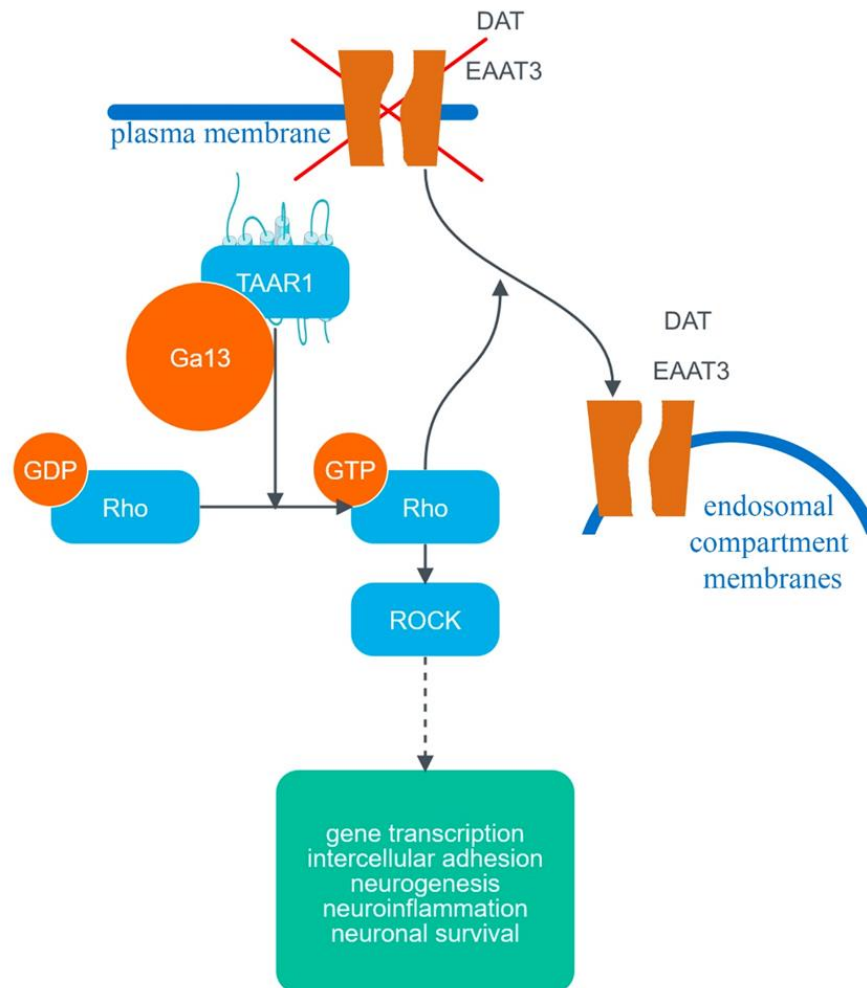 DAT
EAAT3
plasma membrane
TAAR1
Ga13
DAT
EAAT3
GDP
Rho
GTP
Rho
endosomal
compartment
membranes
ROCK
gene transcription
intercellular adhesion
neurogenesis
neuroinflammation
neuronal survival